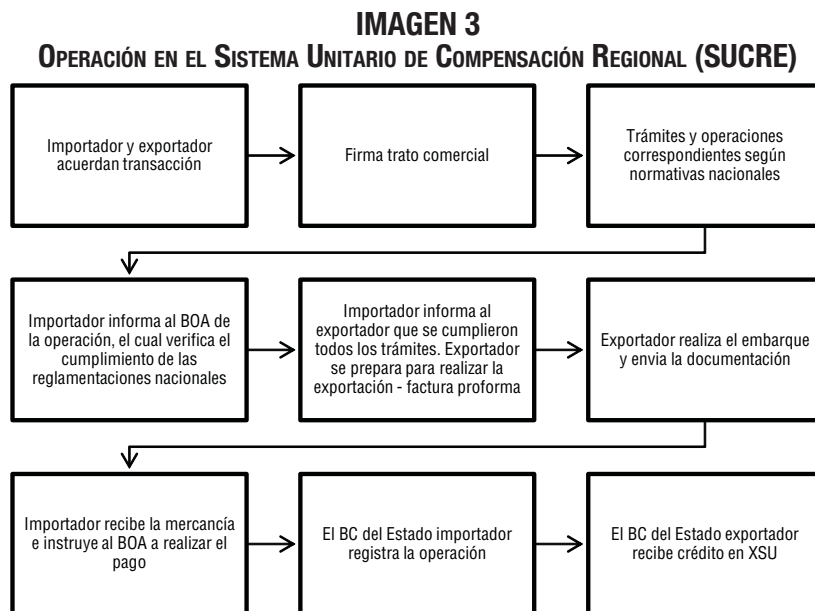 IMAGEN 3
OPERACIÓN EN EL SISTEMA UNITARIO DE COMPENSACIÓN REGIONAL (SUCRE)
Importador y exportador
acuerdan transacción
Firma trato comercial
Trámites y operaciones
correspondientes según
normativas nacionales
Importador informa al BOA de
la operación, el cual verifica el
cumplimiento de las
reglamentaciones nacionales
Importador informa al
exportador que se cumplieron
todos los trámites. Exportador
se prepara para realizar la
exportación - factura proforma
Exportador realiza el embarque
y envia la documentación
Importador recibe la mercancía
e instruye al BOA a realizar el
pago
El BC del Estado importador
registra la operación
El BC del Estado exportador
recibe crédito en XSU